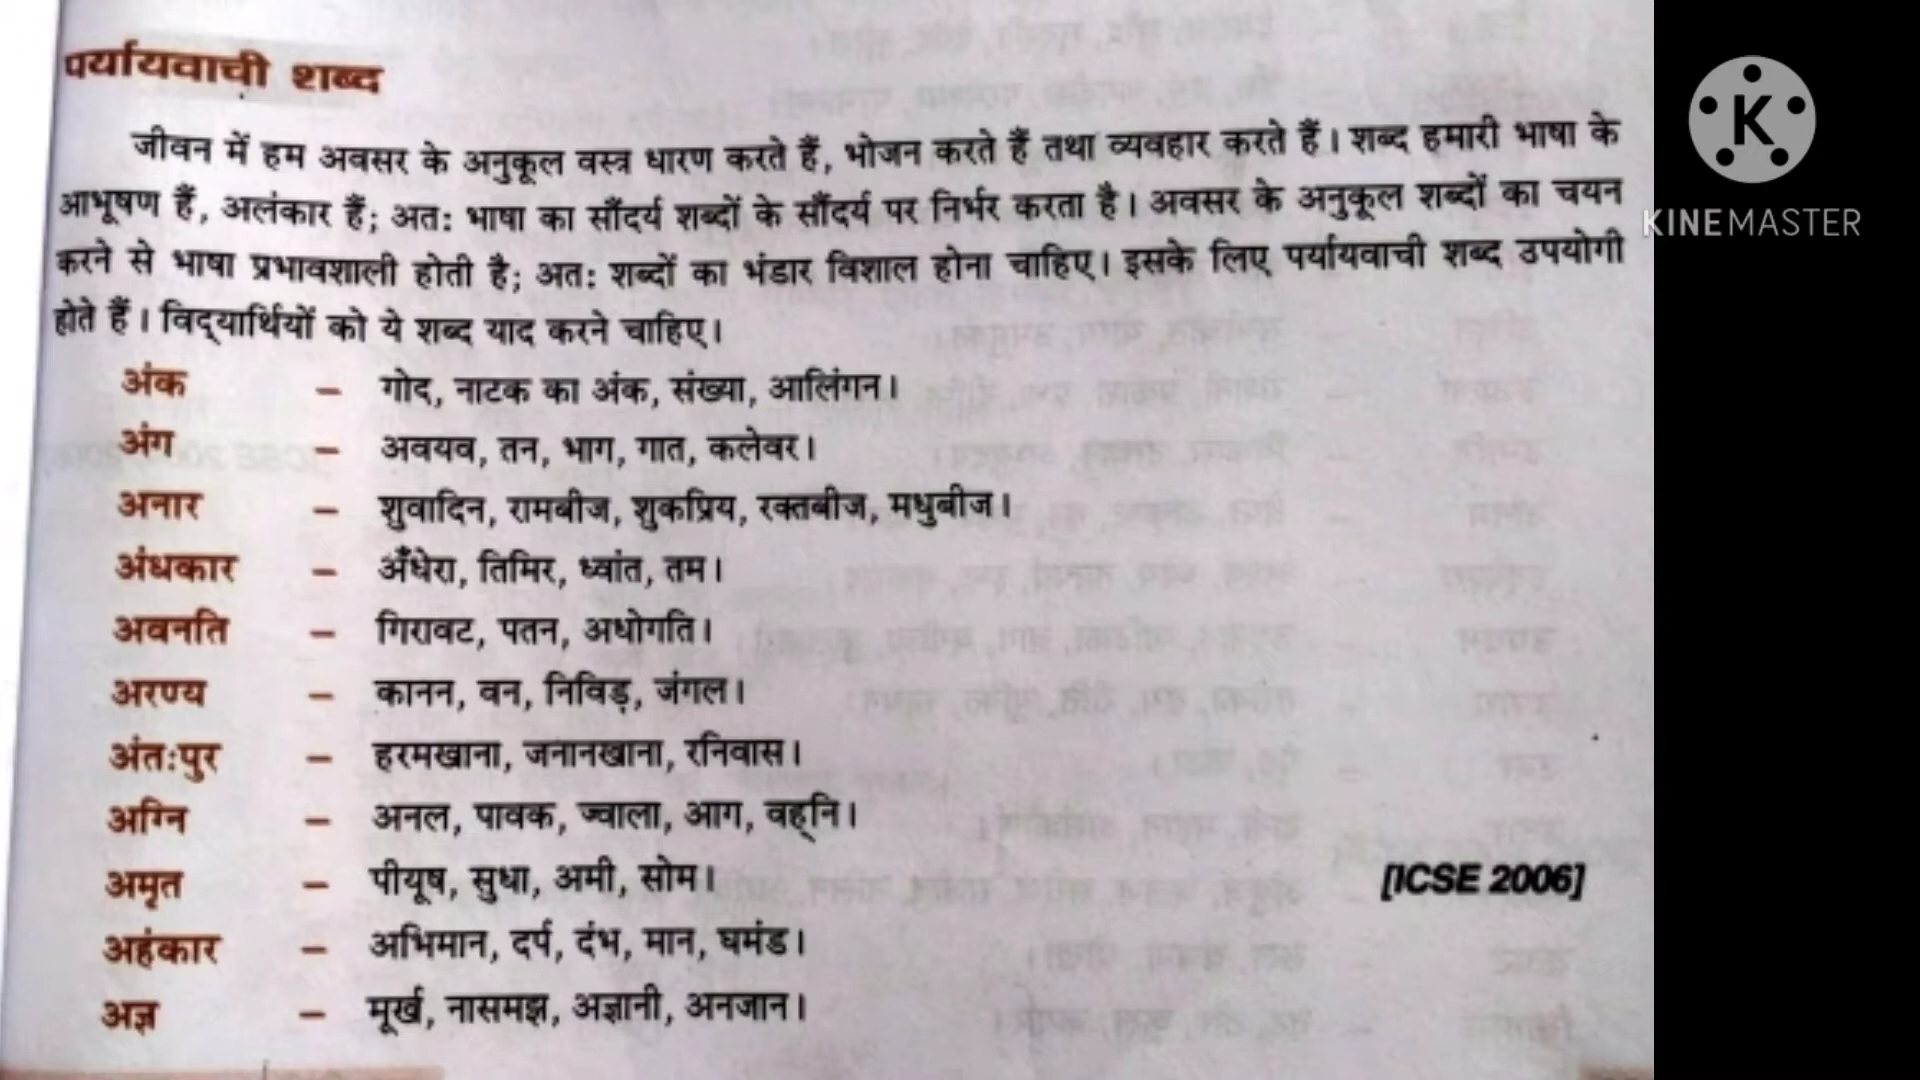 पर्यायवाची शब्द
जीवन में हम अवसर के अनुकूल वस्त्र धारण करते हैं, भोजन करते हैं तथा व्यवहार करते हैं। शब्द हमारी भाषा के
आभूषण हैं, अलंकार हैं; अतः भाषा का सौंदर्य शब्दों के सौंदर्य पर निर्भर करता है। अवसर के अनुकूल शब्दों का चयन
करने से भाषा प्रभावशाली होती है; अतः शब्दों का भंडार विशाल होना चाहिए। इसके लिए पर्यायवाची शब्द उपयोगी
होते हैं। विद्‌यार्थियों को ये शब्द याद करने चाहिए।
अंक – गोद, नाटक का अंक, संख्या, आलिंगन।
अंग – अवयव, तन, भाग, गात, कलेवर।
अनार – शुवादिन, रामबीज, शुकप्रिय, रक्तबीज, मधुबीज।
अंधकार – अँधेरा, तिमिर, ध्वांत, तम।
अवनति – गिरावट, पतन, अधोगति।
अरण्य – कानन, वन, निविड़, जंगल।
अंतःपुर – हरमखाना, जनानखाना, रनिवास।
अग्नि – अनल, पावक, ज्वाला, आग, वह्‌नि।
अमृत – पीयूष, सुधा, अमी, सोम। [ICSE 2006]
अहंकार – अभिमान, दर्प, दंभ, मान, घमंड।
अज्ञ – मूर्ख, नासमझ, अज्ञानी, अनजान।
K
KINEMASTER